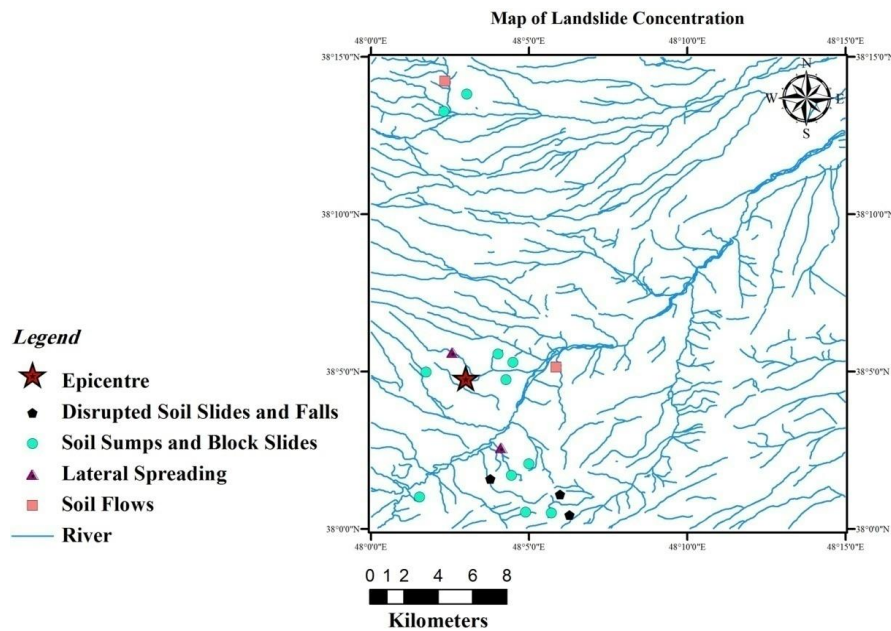 Map of Landslide Concentration
48°0'0"E 48°5'0"E 48°10'0"E 48°15'0"E
38°15'0"N 38°15'0"N
N
W E
S
38°10'0"N 38°10'0"N
Legend
Epicentre
Disrupted Soil Slides and Falls
Soil Sumps and Block Slides
Lateral Spreading
Soil Flows
River
38°5'0"N 38°5'0"N
38°0'0"N 38°0'0"N
48°0'0"E 48°5'0"E 48°10'0"E 48°15'0"E
0 1 2 4 6 8
Kilometers